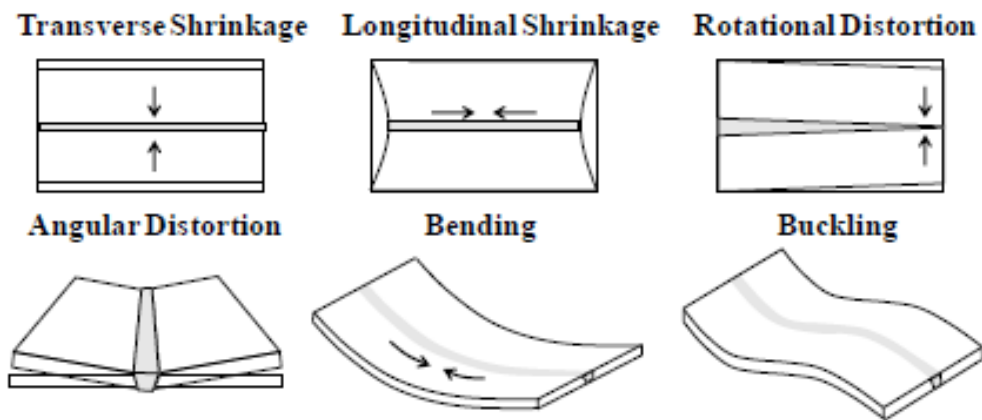 Transverse Shrinkage
Longitudinal Shrinkage
Rotational Distortion
Angular Distortion
Bending
Buckling